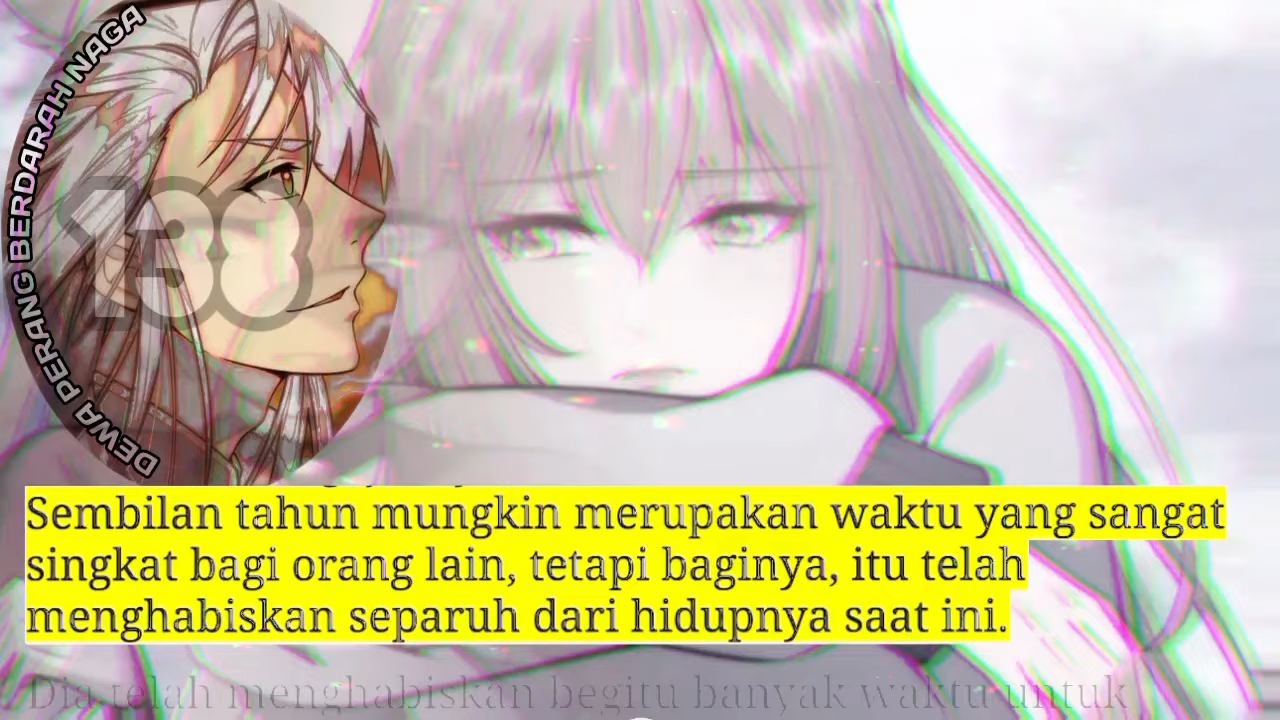 DEWA PERANG BERDARAH NAGA
138
Sembilan tahun mungkin merupakan waktu yang sangat
singkat bagi orang lain, tetapi baginya, itu telah
menghabiskan separuh dari hidupnya saat ini.
Dia telah menghabiskan begitu banyak waktu untuk